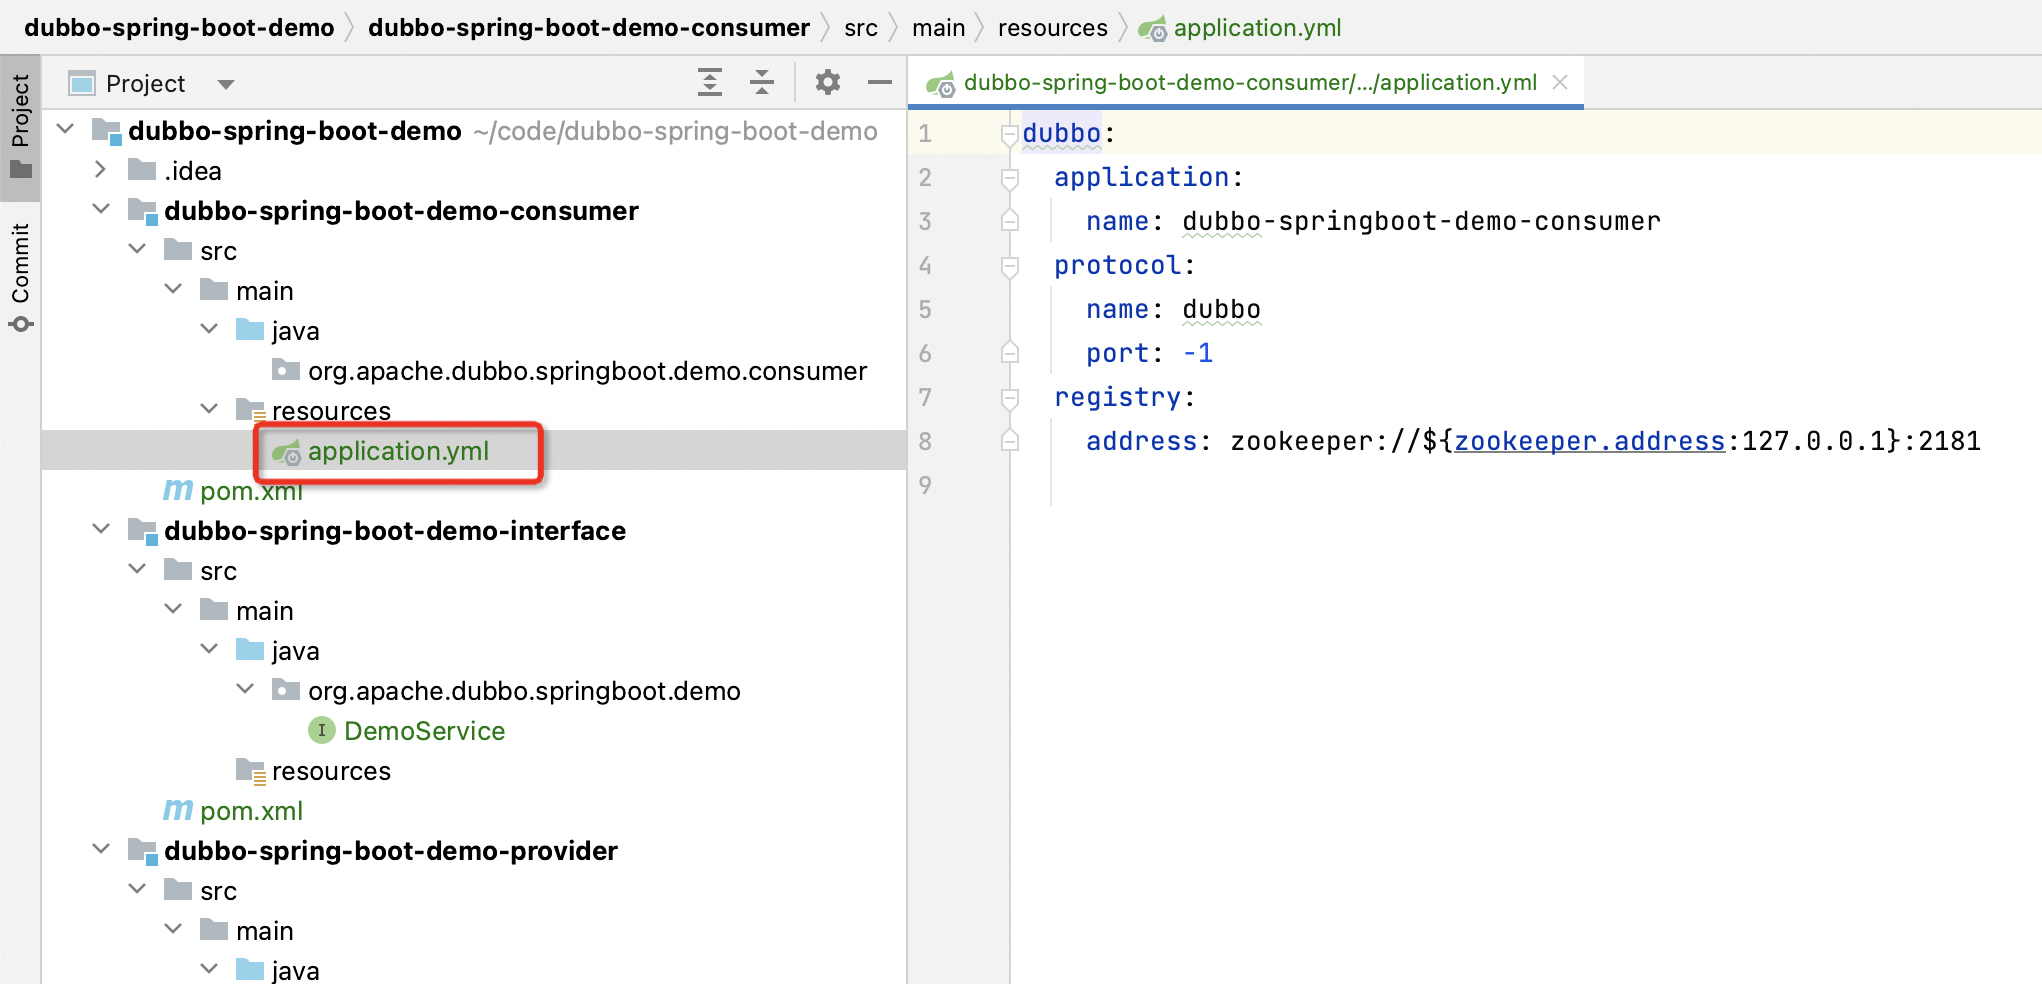 dubbo-spring-boot-demo dubbo-spring-boot-demo-consumer src main resources application.yml
Project
Commit
Project
dubbo-spring-boot-demo ~/code/dubbo-spring-boot-demo
.idea
dubbo-spring-boot-demo-consumer
src
main
java
org.apache.dubbo.springboot.demo.consumer
resources
application.yml
pom.xml
dubbo-spring-boot-demo-interface
src
main
java
org.apache.dubbo.springboot.demo
I DemoService
resources
pom.xml
dubbo-spring-boot-demo-provider
src
main
java
dubbo-spring-boot-demo-consumer/.../application.yml
1 dubbo:
2 application:
3 name: dubbo-springboot-demo-consumer
4 protocol:
5 name: dubbo
6 port: -1
7 registry:
8 address: zookeeper://${zookeeper.address:127.0.0.1}:2181
9